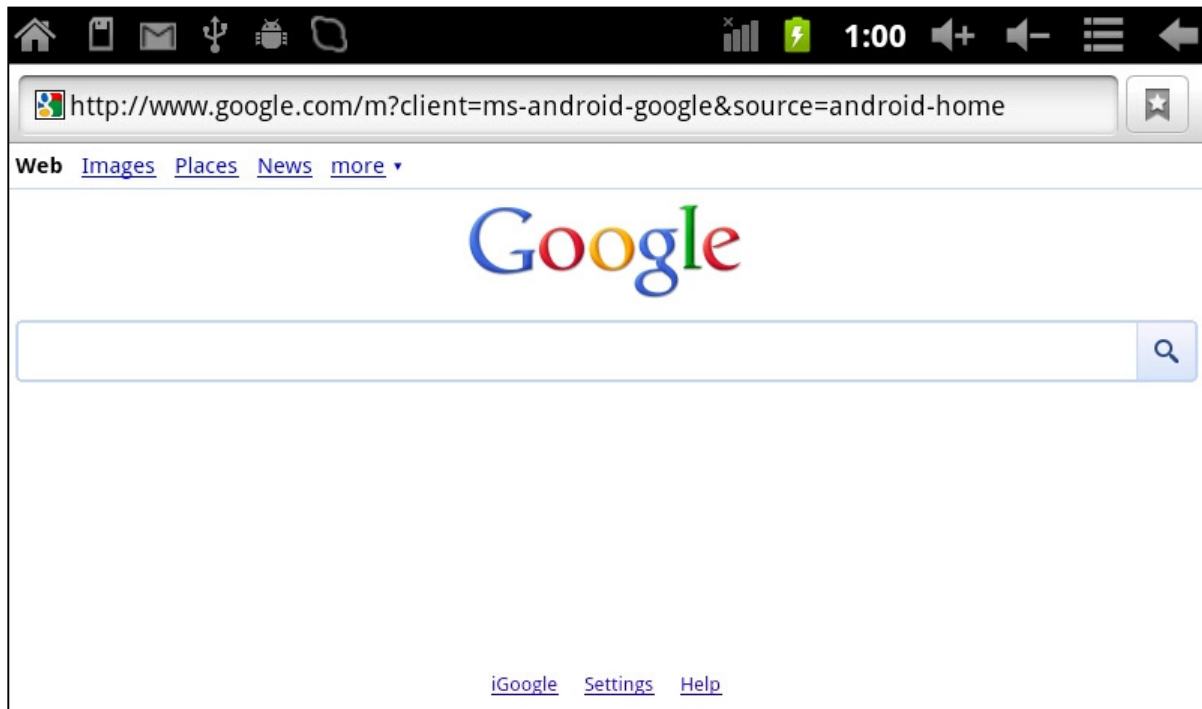 1:00
http://www.google.com/m?client=ms-android-google&source=android-home
Web Images Places News more
Google
iGoogle Settings Help